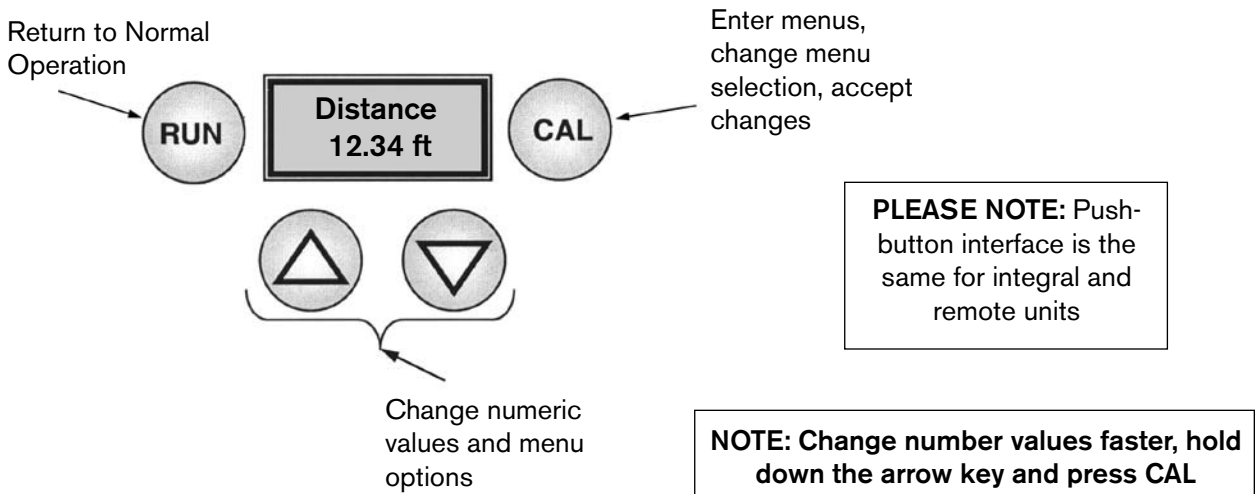 Return to Normal
Operation
RUN
Distance
12.34 ft
CAL
Enter menus,
change menu
selection, accept
changes
PLEASE NOTE: Push-
button interface is the
same for integral and
remote units
Change numeric
values and menu
options
NOTE: Change number values faster, hold
down the arrow key and press CAL